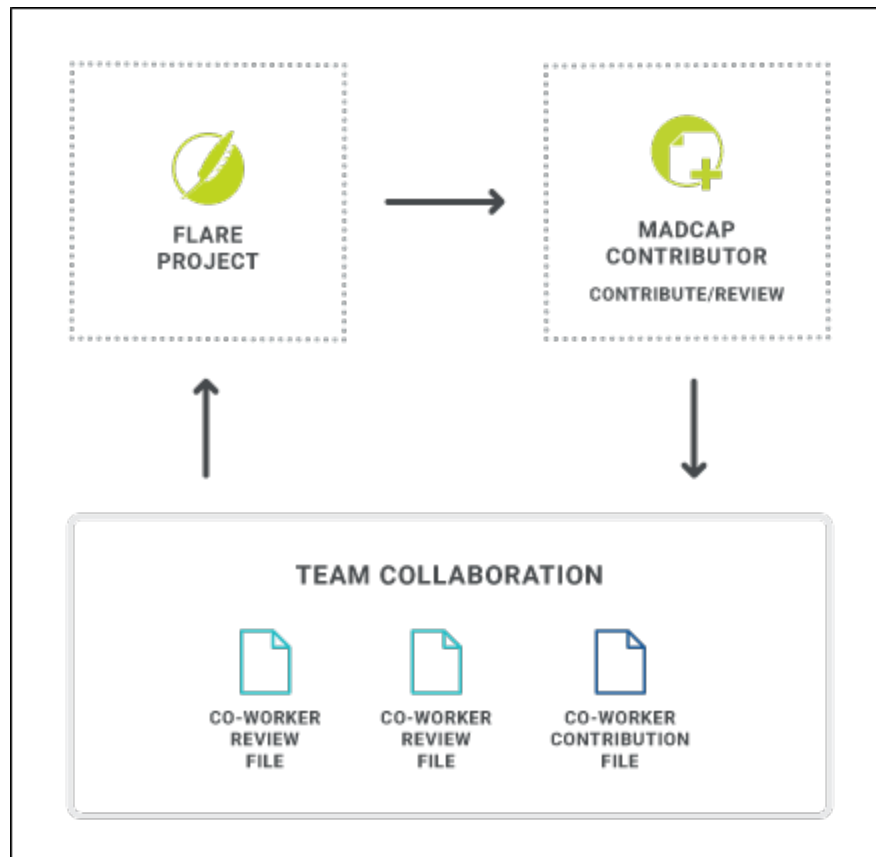 FLARE
PROJECT
MADCAP
CONTRIBUTOR
CONTRIBUTE/REVIEW
TEAM COLLABORATION
CO-WORKER
REVIEW
FILE
CO-WORKER
REVIEW
FILE
CO-WORKER
CONTRIBUTION
FILE